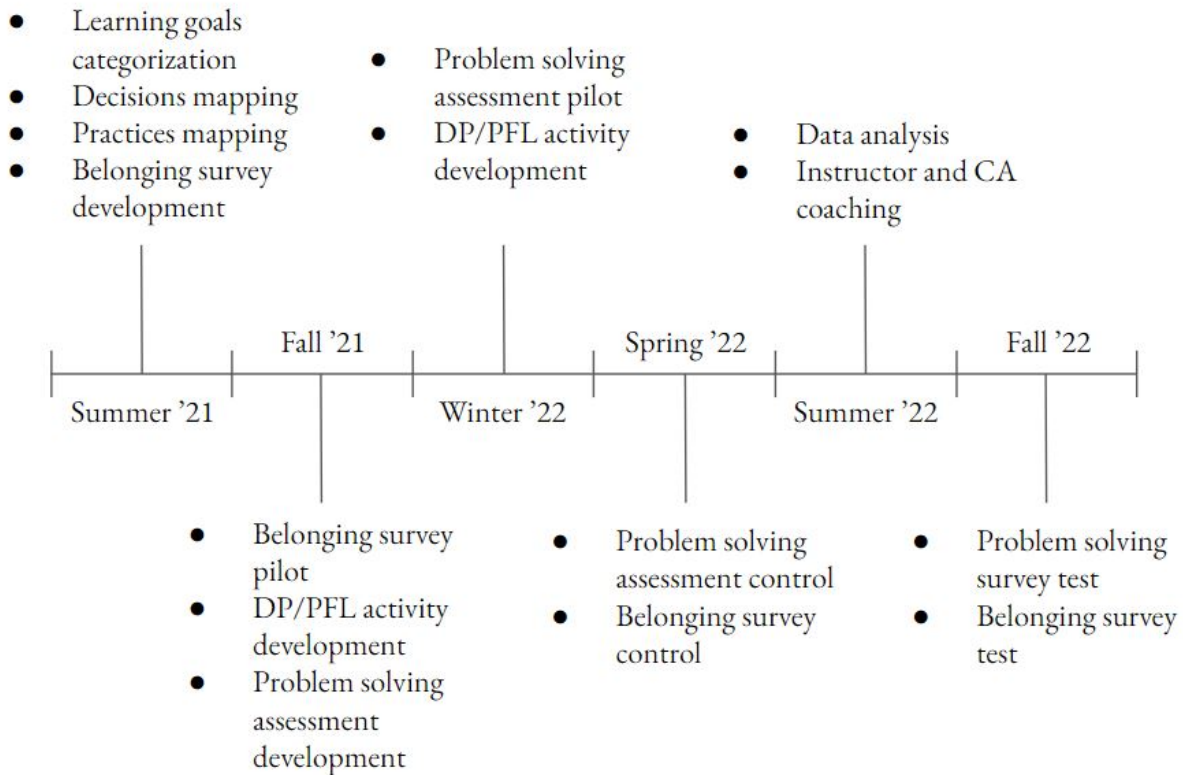 ● Learning goals
categorization
● Decisions mapping
● Practices mapping
● Belonging survey
development
● Problem solving
assessment pilot
● DP/PFL activity
development
● Data analysis
● Instructor and CA
coaching
Fall ’21
Spring ’22
Fall ’22
Summer ’21
Winter ’22
Summer ’22
● Belonging survey
pilot
● DP/PFL activity
development
● Problem solving
assessment
development
● Problem solving
assessment control
● Belonging survey
control
● Problem solving
survey test
● Belonging survey
test